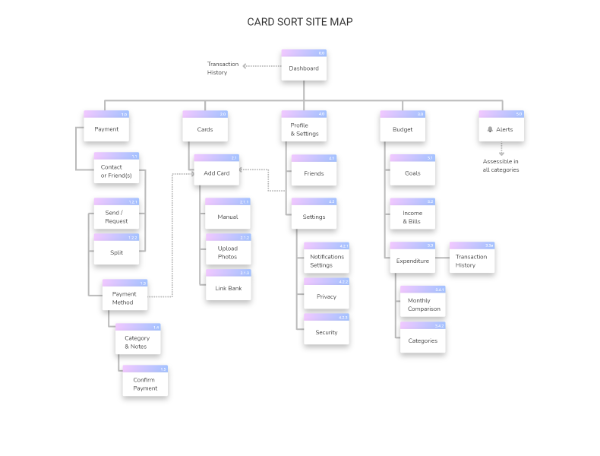 CARD SORT SITE MAP
Transaction
History
Dashboard
Payment
Cards
Profile
& Settings
Budget
Alerts
Contact
or Friend(s)
Add Card
Friends
Goals
Accessible in
all categories
Send /
Request
Manual
Settings
Income
& Bills
Split
Upload
Photos
Notifications
Settings
Expenditure
Transaction
History
Payment
Method
Link Bank
Privacy
Monthly
Comparison
Category
& Notes
Security
Categories
Confirm
Payment